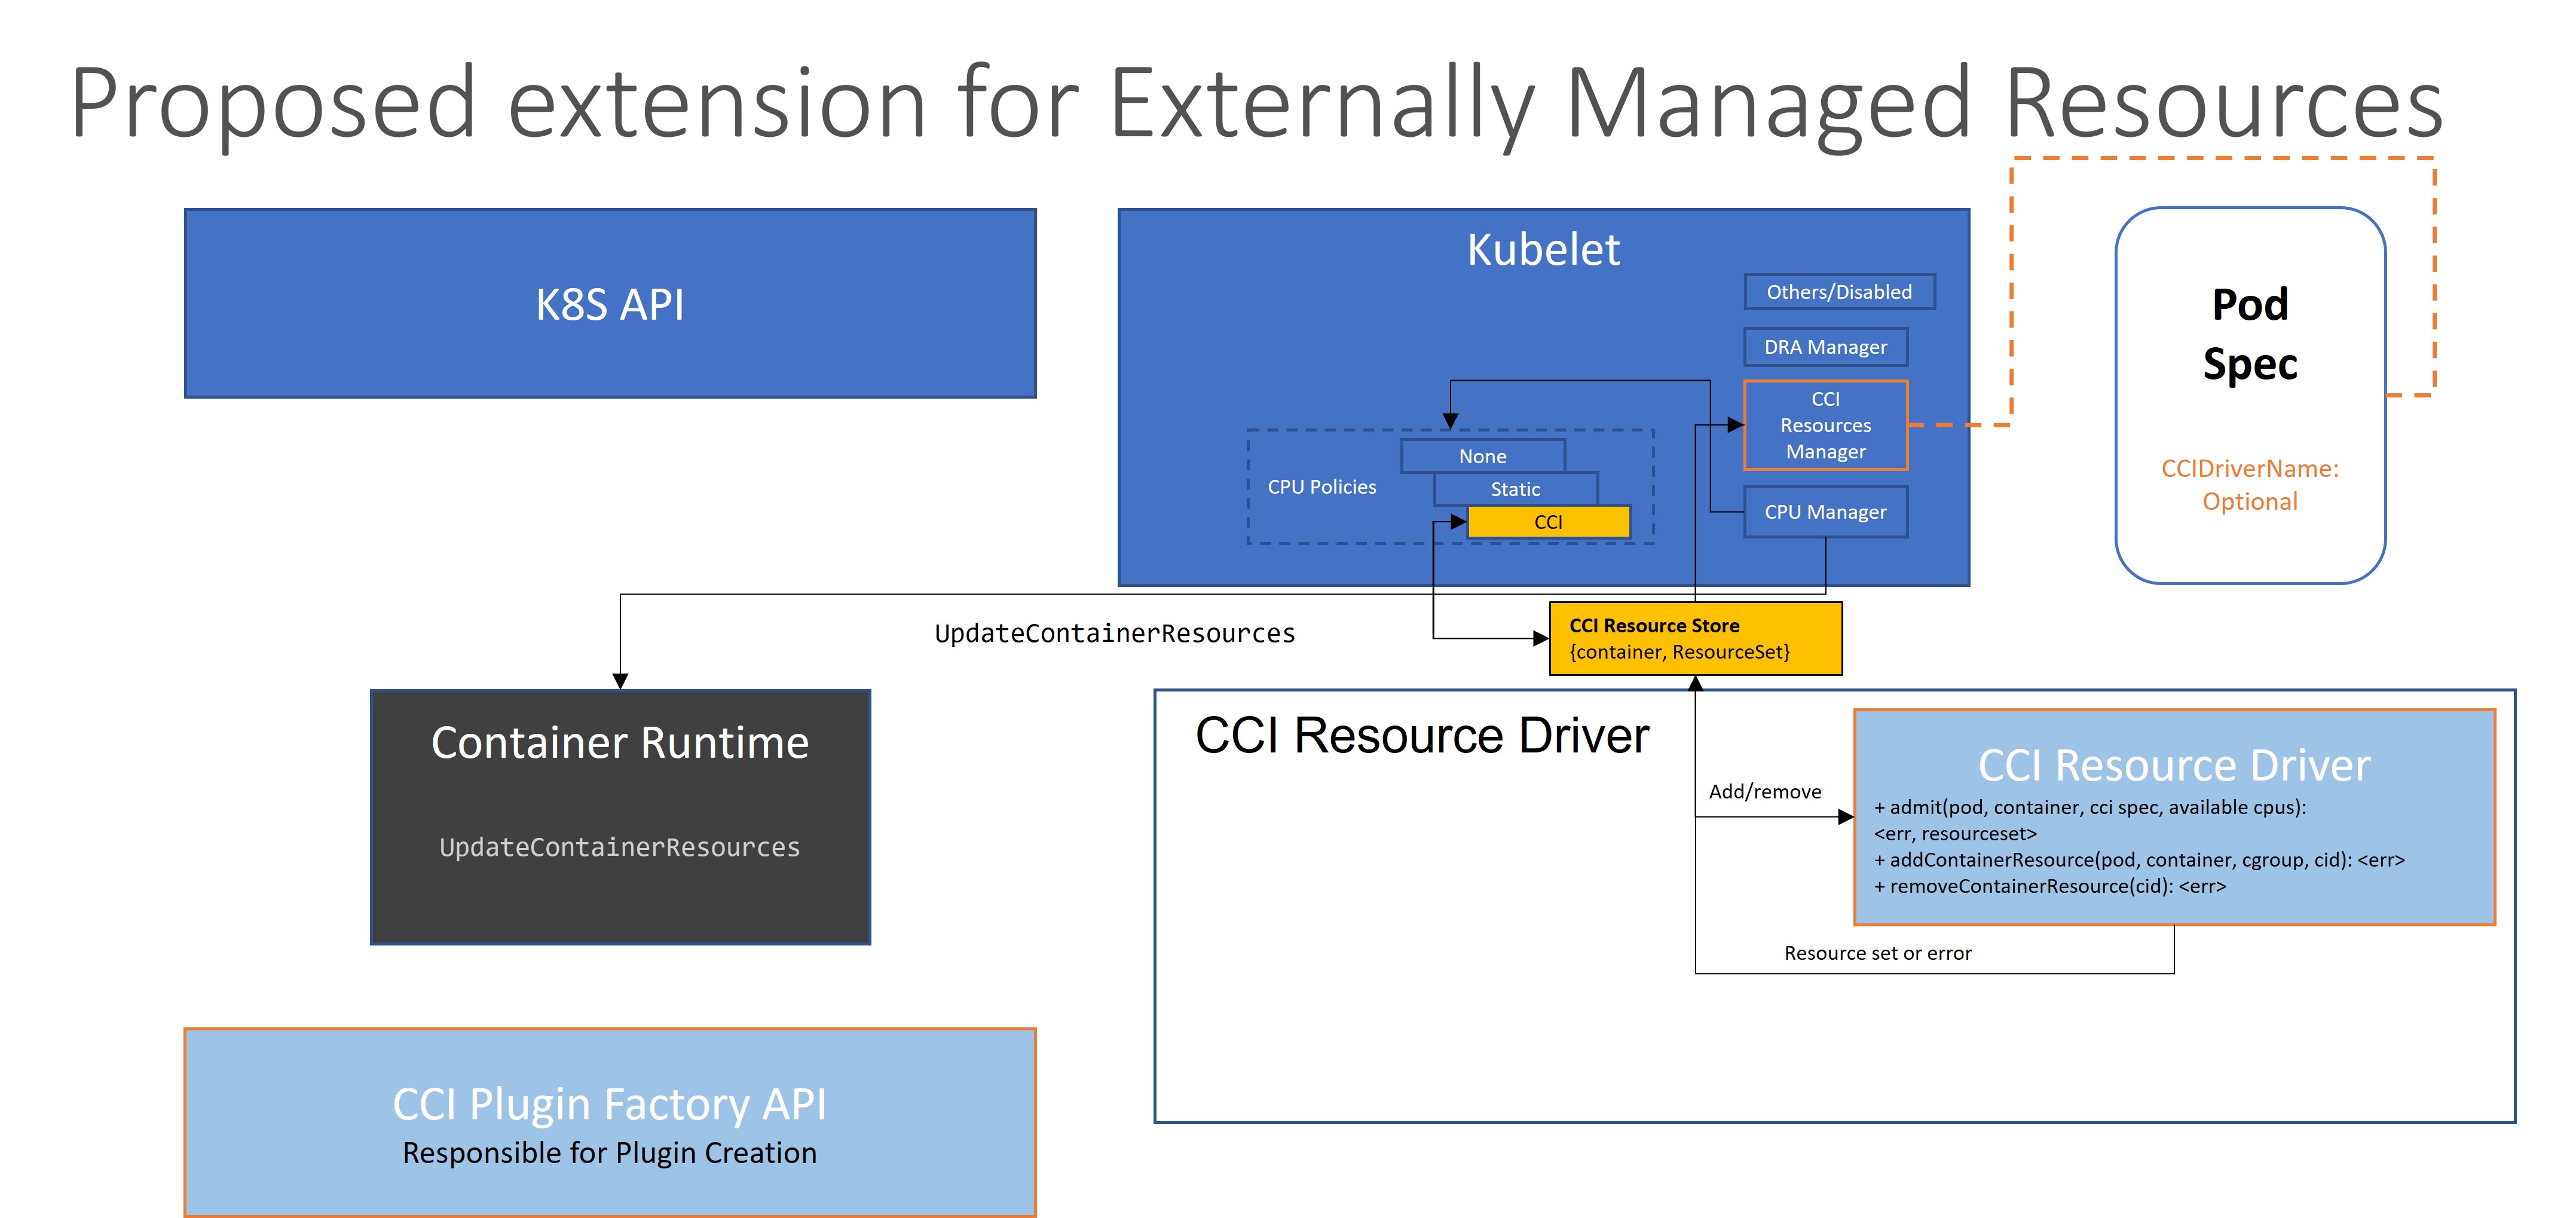 Proposed extension for Externally Managed Resources
K8S API
Kubelet
Others/Disabled
DRA Manager
CCI
Resources
Manager
CPU Manager
CPU Policies
None
Static
CCI
Pod
Spec
CCIDriverName:
Optional
UpdateContainerResources
CCI Resource Store
{container, ResourceSet}
Container Runtime
UpdateContainerResources
CCI Resource Driver
Add/remove
CCI Resource Driver
+ admit(pod, container, cci spec, available cpus):
<err, resourceset>
+ addContainerResource(pod, container, cgroup, cid): <err>
+ removeContainerResource(cid): <err>
Resource set or error
CCI Plugin Factory API
Responsible for Plugin Creation